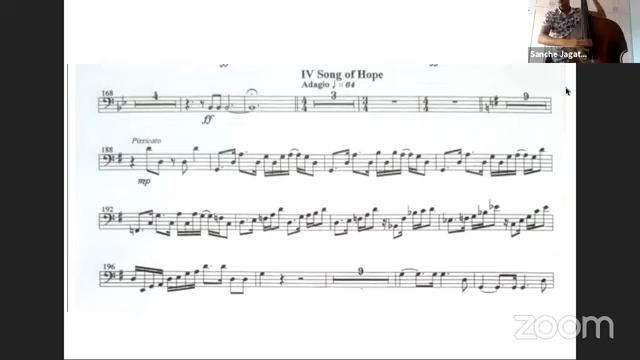 Sanche Jagat...
IV Song of Hope
Adagio ♩= 64
168
4
ff
3
9
188
Pizzicato
mp
192
196
9
zoom